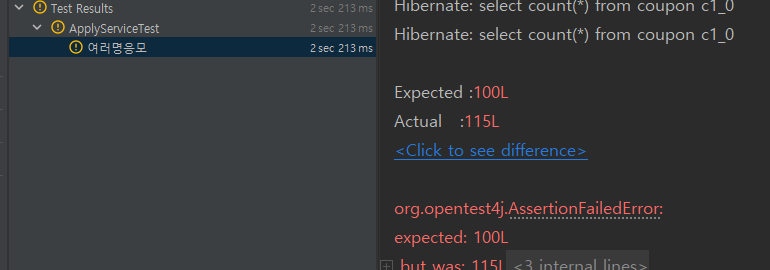 Test Results 2 sec 213 ms
ApplyServiceTest 2 sec 213 ms
여러명응모 2 sec 213 ms
Hibernate: select count(*) from coupon c1_0
Hibernate: select count(*) from coupon c1_0
Expected :100L
Actual :115L
<Click to see difference>
org.opentest4j.AssertionFailedError:
expected: 100L
but was: 115L <3 internal lines>